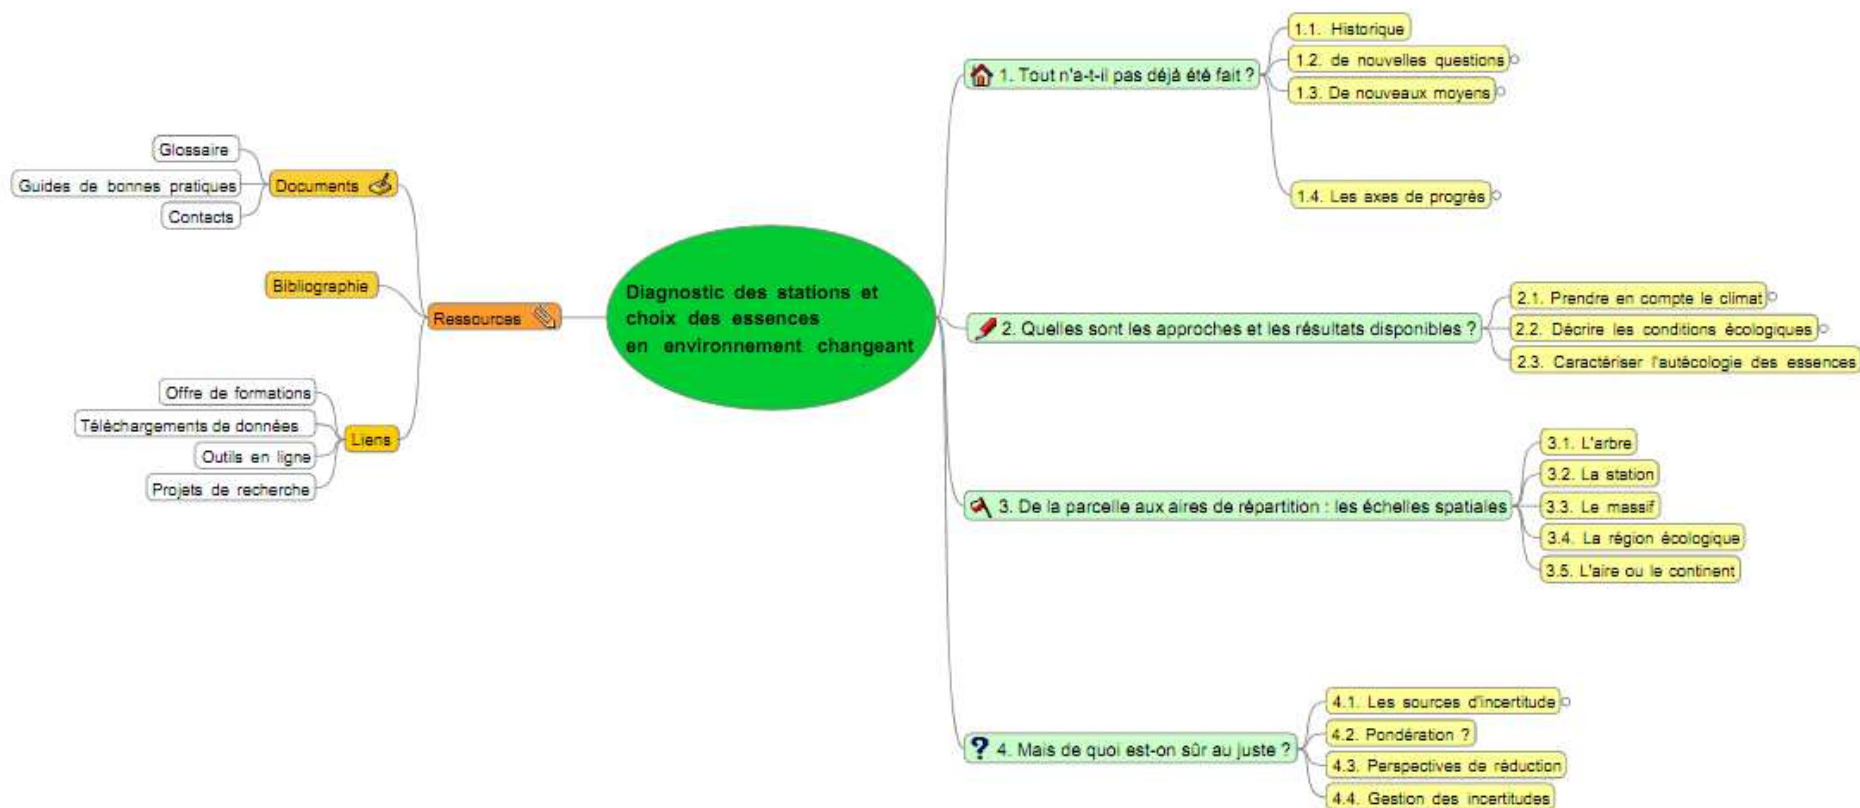 Diagnostic des stations et
choix des essences
en environnement changeant
1. Tout n'a-t-il pas déjà été fait ?
1.1. Historique
1.2. de nouvelles questions
1.3. De nouveaux moyens
1.4. Les axes de progrès
2. Quelles sont les approches et les résultats disponibles ?
2.1. Prendre en compte le climat
2.2. Décrire les conditions écologiques
2.3. Caractériser l'autécologie des essences
3. De la parcelle aux aires de répartition : les échelles spatiales
3.1. L'arbre
3.2. La station
3.3. Le massif
3.4. La région écologique
3.5. L'aire ou le continent
4. Mais de quoi est-on sûr au juste ?
4.1. Les sources d'incertitude
4.2. Pondération ?
4.3. Perspectives de réduction
4.4. Gestion des incertitudes
Ressources
Documents
Glossaire
Guides de bonnes pratiques
Contacts
Bibliographie
Liens
Offre de formations
Téléchargements de données
Outils en ligne
Projets de recherche